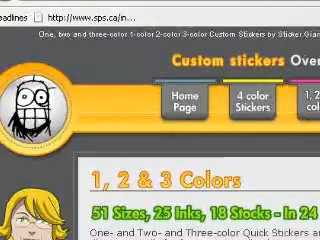 eadlines
http://www.sps.ca/in...
One, two and three-color 1-color 2-color 3-color Custom Stickers by Sticker Gian
Custom stickers Over
Home Page
4 color Stickers
1, 2 col
1, 2 & 3 Colors
51 Sizes, 25 Inks, 18 Stocks - In 24
One- and Two- and Three-color Quick Stickers a